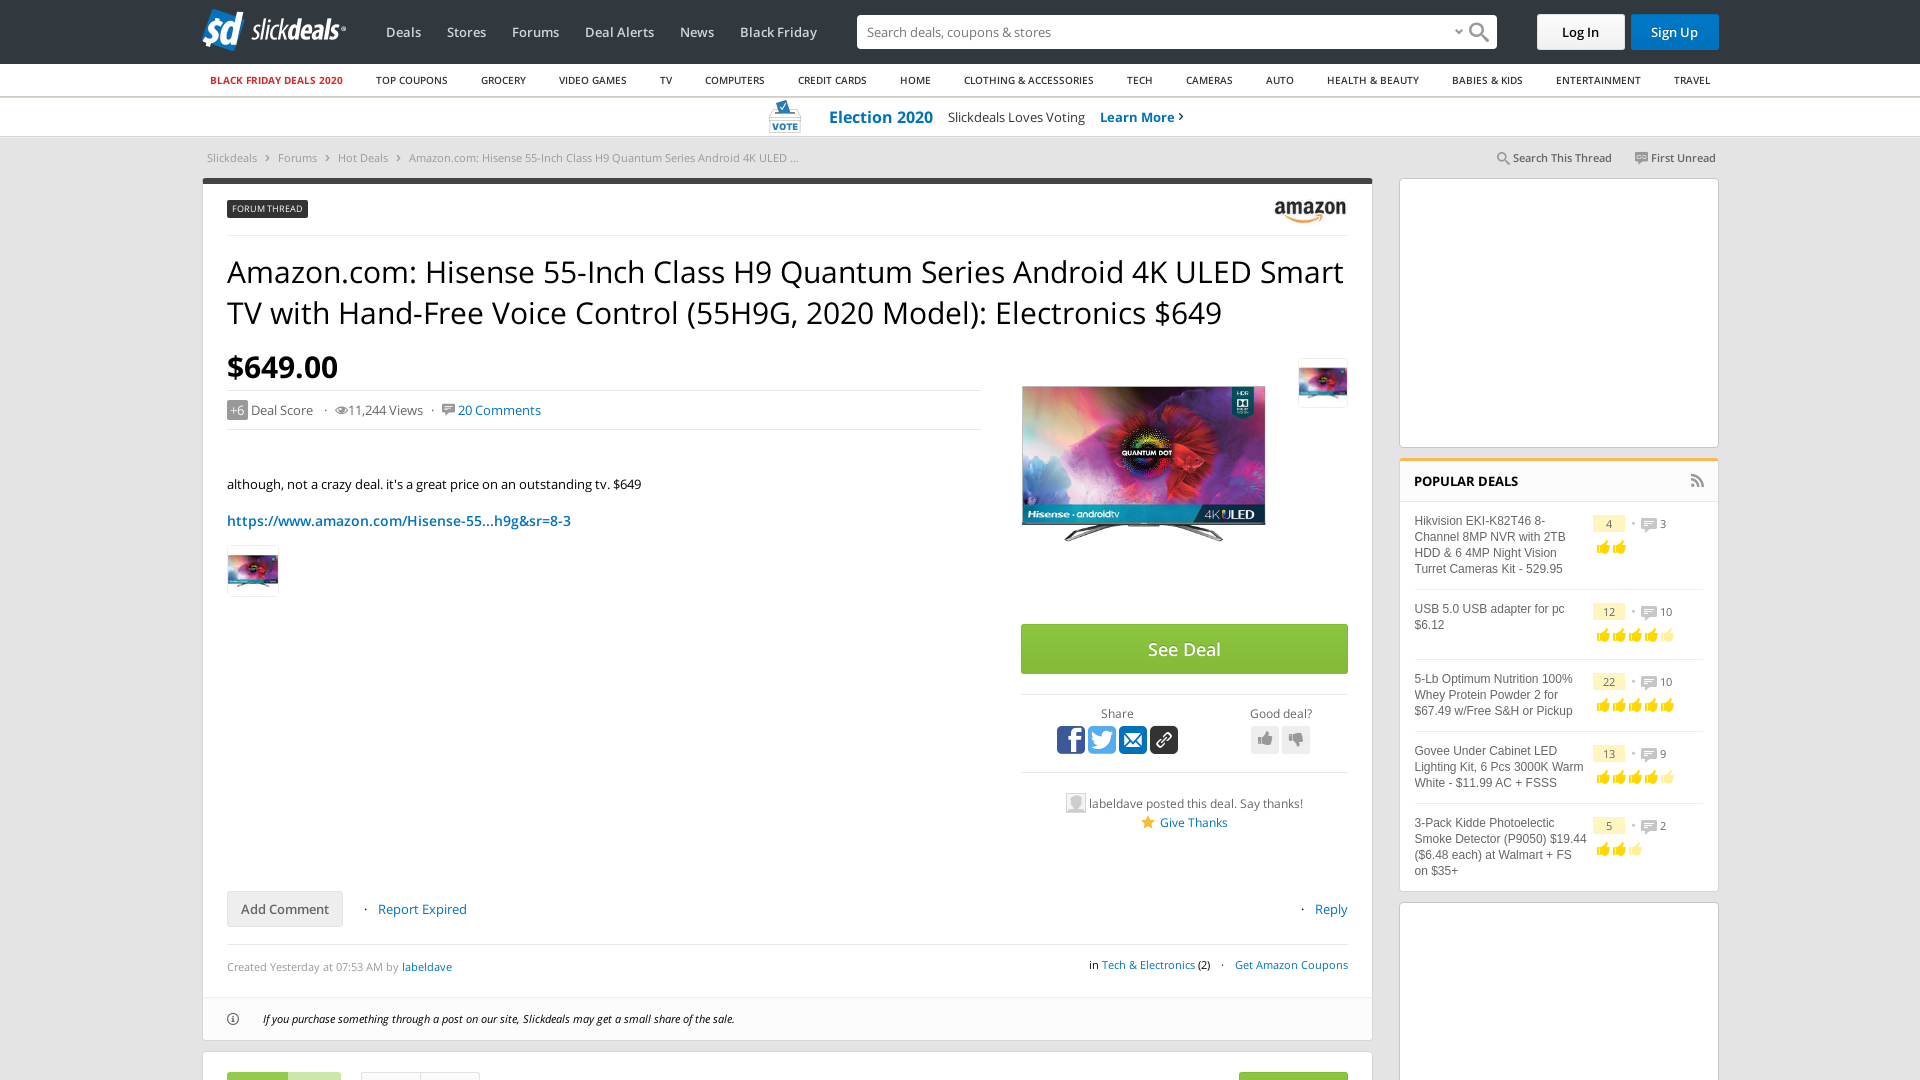 sd slickdeals
Deals
Stores
Forums
Deal Alerts
News
Black Friday
Search deals, coupons & stores
Log In
Sign Up
BLACK FRIDAY DEALS 2020
TOP COUPONS
GROCERY
VIDEO GAMES
TV
COMPUTERS
CREDIT CARDS
HOME
CLOTHING & ACCESSORIES
TECH
CAMERAS
AUTO
HEALTH & BEAUTY
BABIES & KIDS
ENTERTAINMENT
TRAVEL
VOTE
Election 2020
Slickdeals Loves Voting
Learn More
Slickdeals
Forums
Hot Deals
Amazon.com: Hisense 55-Inch Class H9 Quantum Series Android 4K ULED ...
Search This Thread
First Unread
FORUM THREAD
amazon
Amazon.com: Hisense 55-Inch Class H9 Quantum Series Android 4K ULED Smart
TV with Hand-Free Voice Control (55H9G, 2020 Model): Electronics $649
$649.00
+6 Deal Score · 11,244 Views · 20 Comments
although, not a crazy deal. it's a great price on an outstanding tv. $649
https://www.amazon.com/Hisense-55...h9g&sr=8-3
HDR
QUANTUM DOT
Hisense · androidtv
4K ULED
See Deal
Share
Good deal?
labeldave posted this deal. Say thanks!
Give Thanks
Add Comment
· Report Expired
· Reply
Created Yesterday at 07:53 AM by labeldave
in Tech & Electronics (2) · Get Amazon Coupons
If you purchase something through a post on our site, Slickdeals may get a small share of the sale.
POPULAR DEALS
Hikvision EKI-K82T46 8-
Channel 8MP NVR with 2TB
HDD & 6 4MP Night Vision
Turret Cameras Kit - 529.95
4 · 3
USB 5.0 USB adapter for pc
$6.12
12 · 10
5-Lb Optimum Nutrition 100%
Whey Protein Powder 2 for
$67.49 w/Free S&H or Pickup
22 · 10
Govee Under Cabinet LED
Lighting Kit, 6 Pcs 3000K Warm
White - $11.99 AC + FSSS
13 · 9
3-Pack Kidde Photoelectic
Smoke Detector (P9050) $19.44
($6.48 each) at Walmart + FS
on $35+
5 · 2